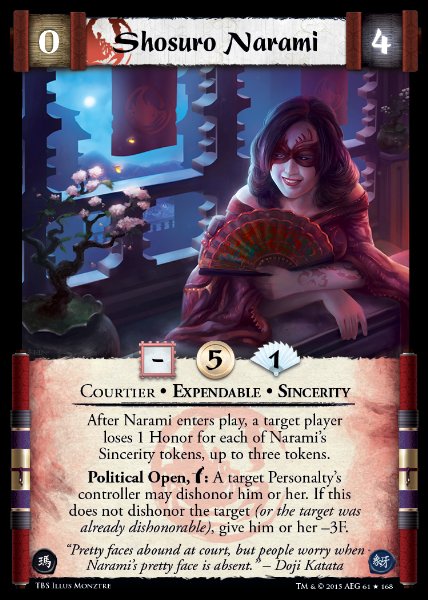 0 Shosuro Narami 4
– 5 1
Courtier • Expendable • Sincerity
After Narami enters play, a target player
loses 1 Honor for each of Narami's
Sincerity tokens, up to three tokens.
Political Open, : A target Personalty's
controller may dishonor him or her. If this
does not dishonor the target (or the target was
already dishonorable), give him or her –3F.
"Pretty faces abound at court, but people worry when
Narami's pretty face is absent." – Doji Katata
TBS Illus Monztre TM & © 2015 AEG 61 ★ 168